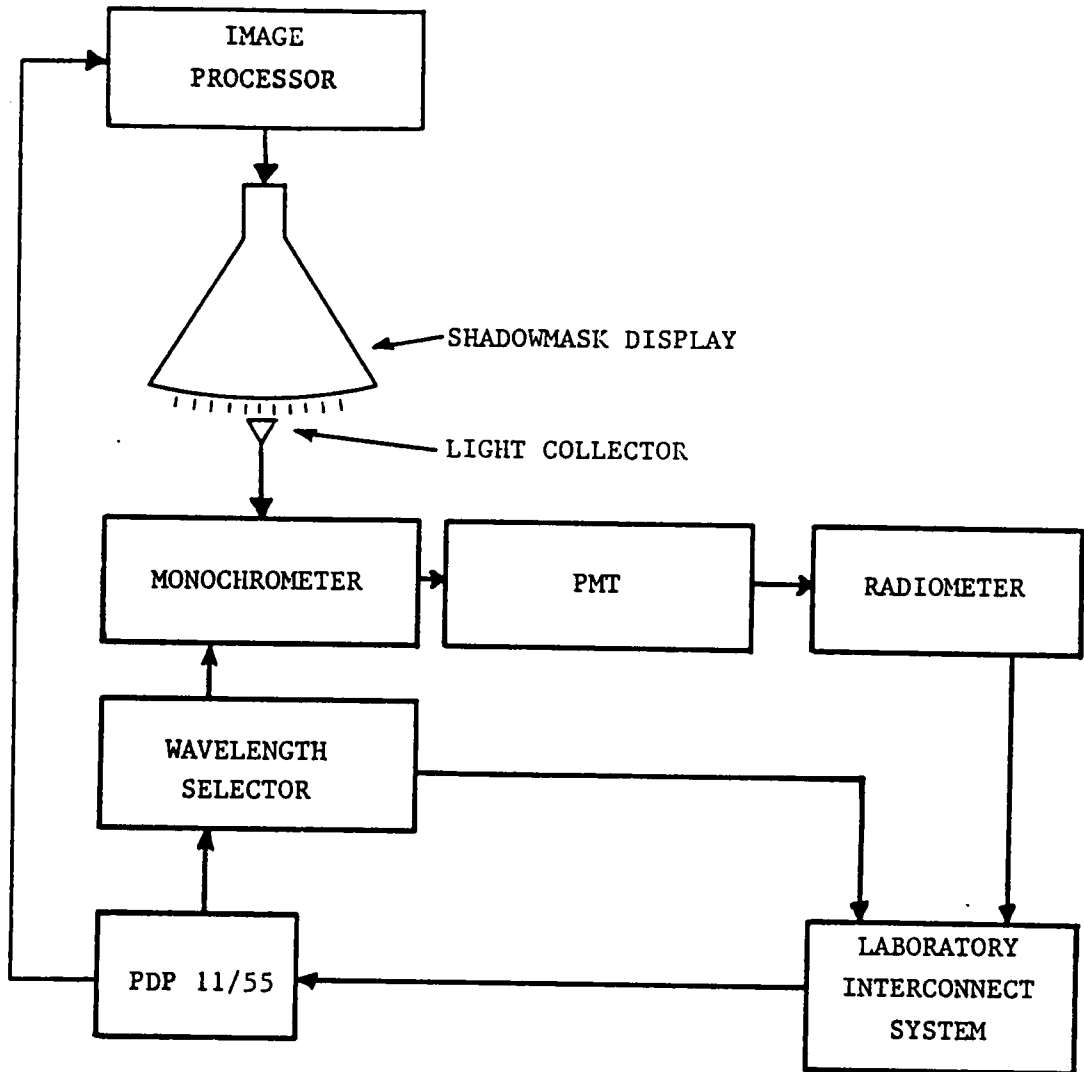 IMAGE
PROCESSOR
SHADOWMASK DISPLAY
LIGHT COLLECTOR
MONOCHROMETER
PMT
RADIOMETER
WAVELENGTH
SELECTOR
PDP 11/55
LABORATORY
INTERCONNECT
SYSTEM